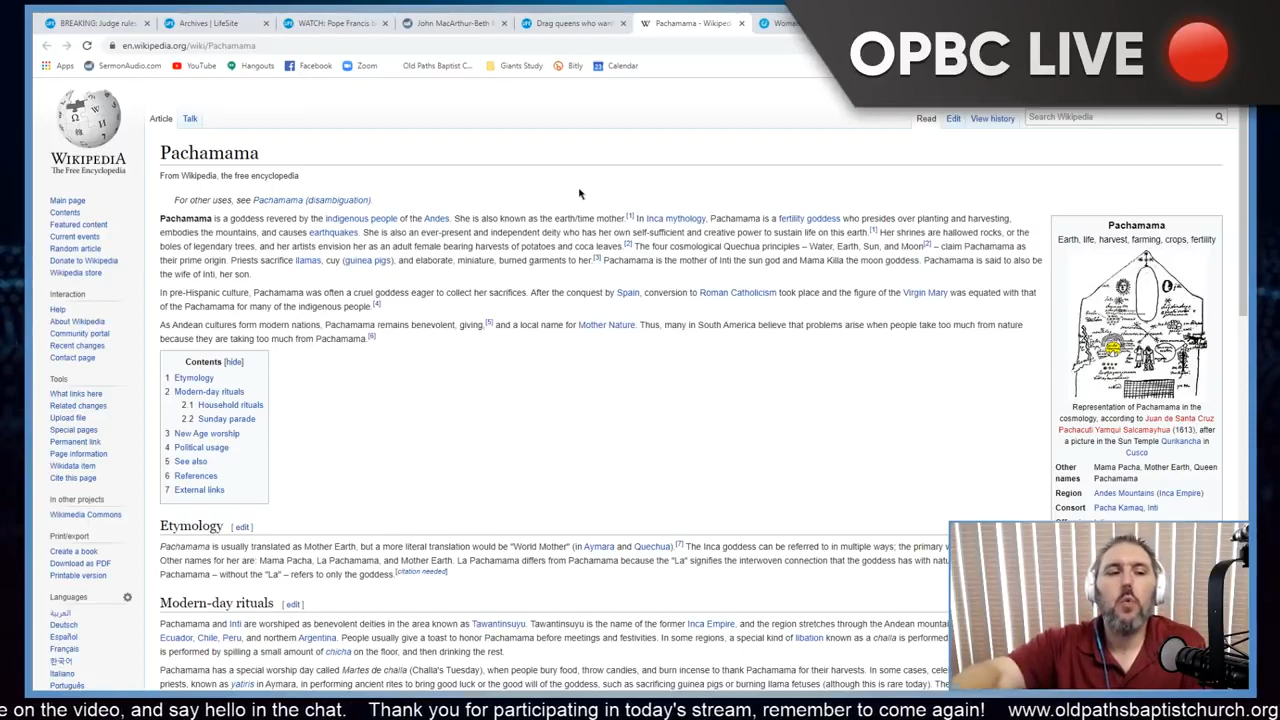 BREAKING: Judge rule
Archives | LifeSite
WATCH: Pope Francis b
John MacArthur-Beth
Drag queens who want
Pachamama - Wikiped
Woma
OPBC LIVE
en.wikipedia.org/wiki/Pachamama
Apps SermonAudio.com YouTube Hangouts Facebook Zoom Old Paths Baptist C... Giants Study Bitly Calendar
WIKIPEDIA
The Free Encyclopedia
Main page
Contents
Featured content
Current events
Random article
Donate to Wikipedia
Wikipedia store
Interaction
Help
About Wikipedia
Community portal
Recent changes
Contact page
Tools
What links here
Related changes
Upload file
Special pages
Permanent link
Page information
Wikidata item
Cite this page
In other projects
Wikimedia Commons
Print/export
Create a book
Download as PDF
Printable version
Languages
العربية
Deutsch
Español
Français
한국어
Italiano
Português
Article Talk
Read Edit View history Search Wikipedia
Pachamama
From Wikipedia, the free encyclopedia
For other uses, see Pachamama (disambiguation).
Pachamama is a goddess revered by the indigenous people of the Andes. She is also known as the earth/time mother.[1] In Inca mythology, Pachamama is a fertility goddess who presides over planting and harvesting,
embodies the mountains, and causes earthquakes. She is also an ever-present and independent deity who has her own self-sufficient and creative power to sustain life on this earth.[1] Her shrines are hallowed rocks, or the
boles of legendary trees, and her artists envision her as an adult female bearing harvests of potatoes and coca leaves.[2] The four cosmological Quechua principles – Water, Earth, Sun, and Moon[2] – claim Pachamama as
their prime origin. Priests sacrifice llamas, cuy (guinea pigs), and elaborate, miniature, burned garments to her.[3] Pachamama is the mother of Inti the sun god and Mama Killa the moon goddess. Pachamama is said to also be
the wife of Inti, her son.
In pre-Hispanic culture, Pachamama was often a cruel goddess eager to collect her sacrifices. After the conquest by Spain, conversion to Roman Catholicism took place and the figure of the Virgin Mary was equated with that
of the Pachamama for many of the indigenous people.[4]
As Andean cultures form modern nations, Pachamama remains benevolent, giving,[5] and a local name for Mother Nature. Thus, many in South America believe that problems arise when people take too much from nature
because they are taking too much from Pachamama.[6]
Contents [hide]
1 Etymology
2 Modern-day rituals
2.1 Household rituals
2.2 Sunday parade
3 New Age worship
4 Political usage
5 See also
6 References
7 External links
Pachamama
Earth, life, harvest, farming, crops, fertility
Representation of Pachamama in the
cosmology, according to Juan de Santa Cruz
Pachacuti Yamqui Salcamayhua (1613), after
a picture in the Sun Temple Qurikancha in
Cusco
Other names Mama Pacha, Mother Earth, Queen
Pachamama
Region Andes Mountains (Inca Empire)
Consort Pacha Kamaq, Inti
Etymology [ edit ]
Pachamama is usually translated as Mother Earth, but a more literal translation would be "World Mother" (in Aymara and Quechua).[7] The Inca goddess can be referred to in multiple ways; the primary w
Other names for her are: Mama Pacha, La Pachamama, and Mother Earth. La Pachamama differs from Pachamama because the "La" signifies the interwoven connection that the goddess has with natu
Pachamama – without the "La" – refers to only the goddess.[citation needed]
Modern-day rituals [ edit ]
Pachamama and Inti are worshiped as benevolent deities in the area known as Tawantinsuyu. Tawantinsuyu is the name of the former Inca Empire, and the region stretches through the Andean mountai
Ecuador, Chile, Peru, and northern Argentina. People usually give a toast to honor Pachamama before meetings and festivities. In some regions, a special kind of libation known as a challa is performed
is performed by spilling a small amount of chicha on the floor, and then drinking the rest.
Pachamama has a special worship day called Martes de challa (Challa's Tuesday), when people bury food, throw candies, and burn incense to thank Pachamama for their harvests. In some cases, cele
priests, known as yatiris in Aymara, in performing ancient rites to bring good luck or the good will of the goddess, such as sacrificing guinea pigs or burning llama fetuses (although this is rare today). The
e on the video, and say hello in the chat. Thank you for participating in today's stream, remember to come again! www.oldpathsbaptistchurch.org